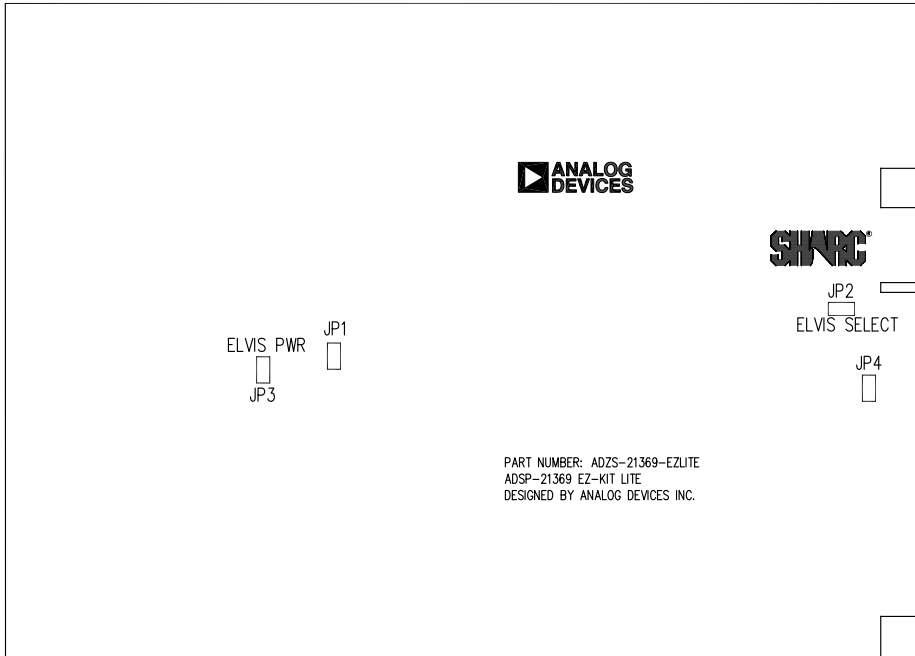 ANALOG
DEVICES
SHARC®
JP2
ELVIS SELECT
JP1
ELVIS PWR
JP3
JP4
PART NUMBER: ADZS-21369-EZLITE
ADSP-21369 EZ-KIT LITE
DESIGNED BY ANALOG DEVICES INC.